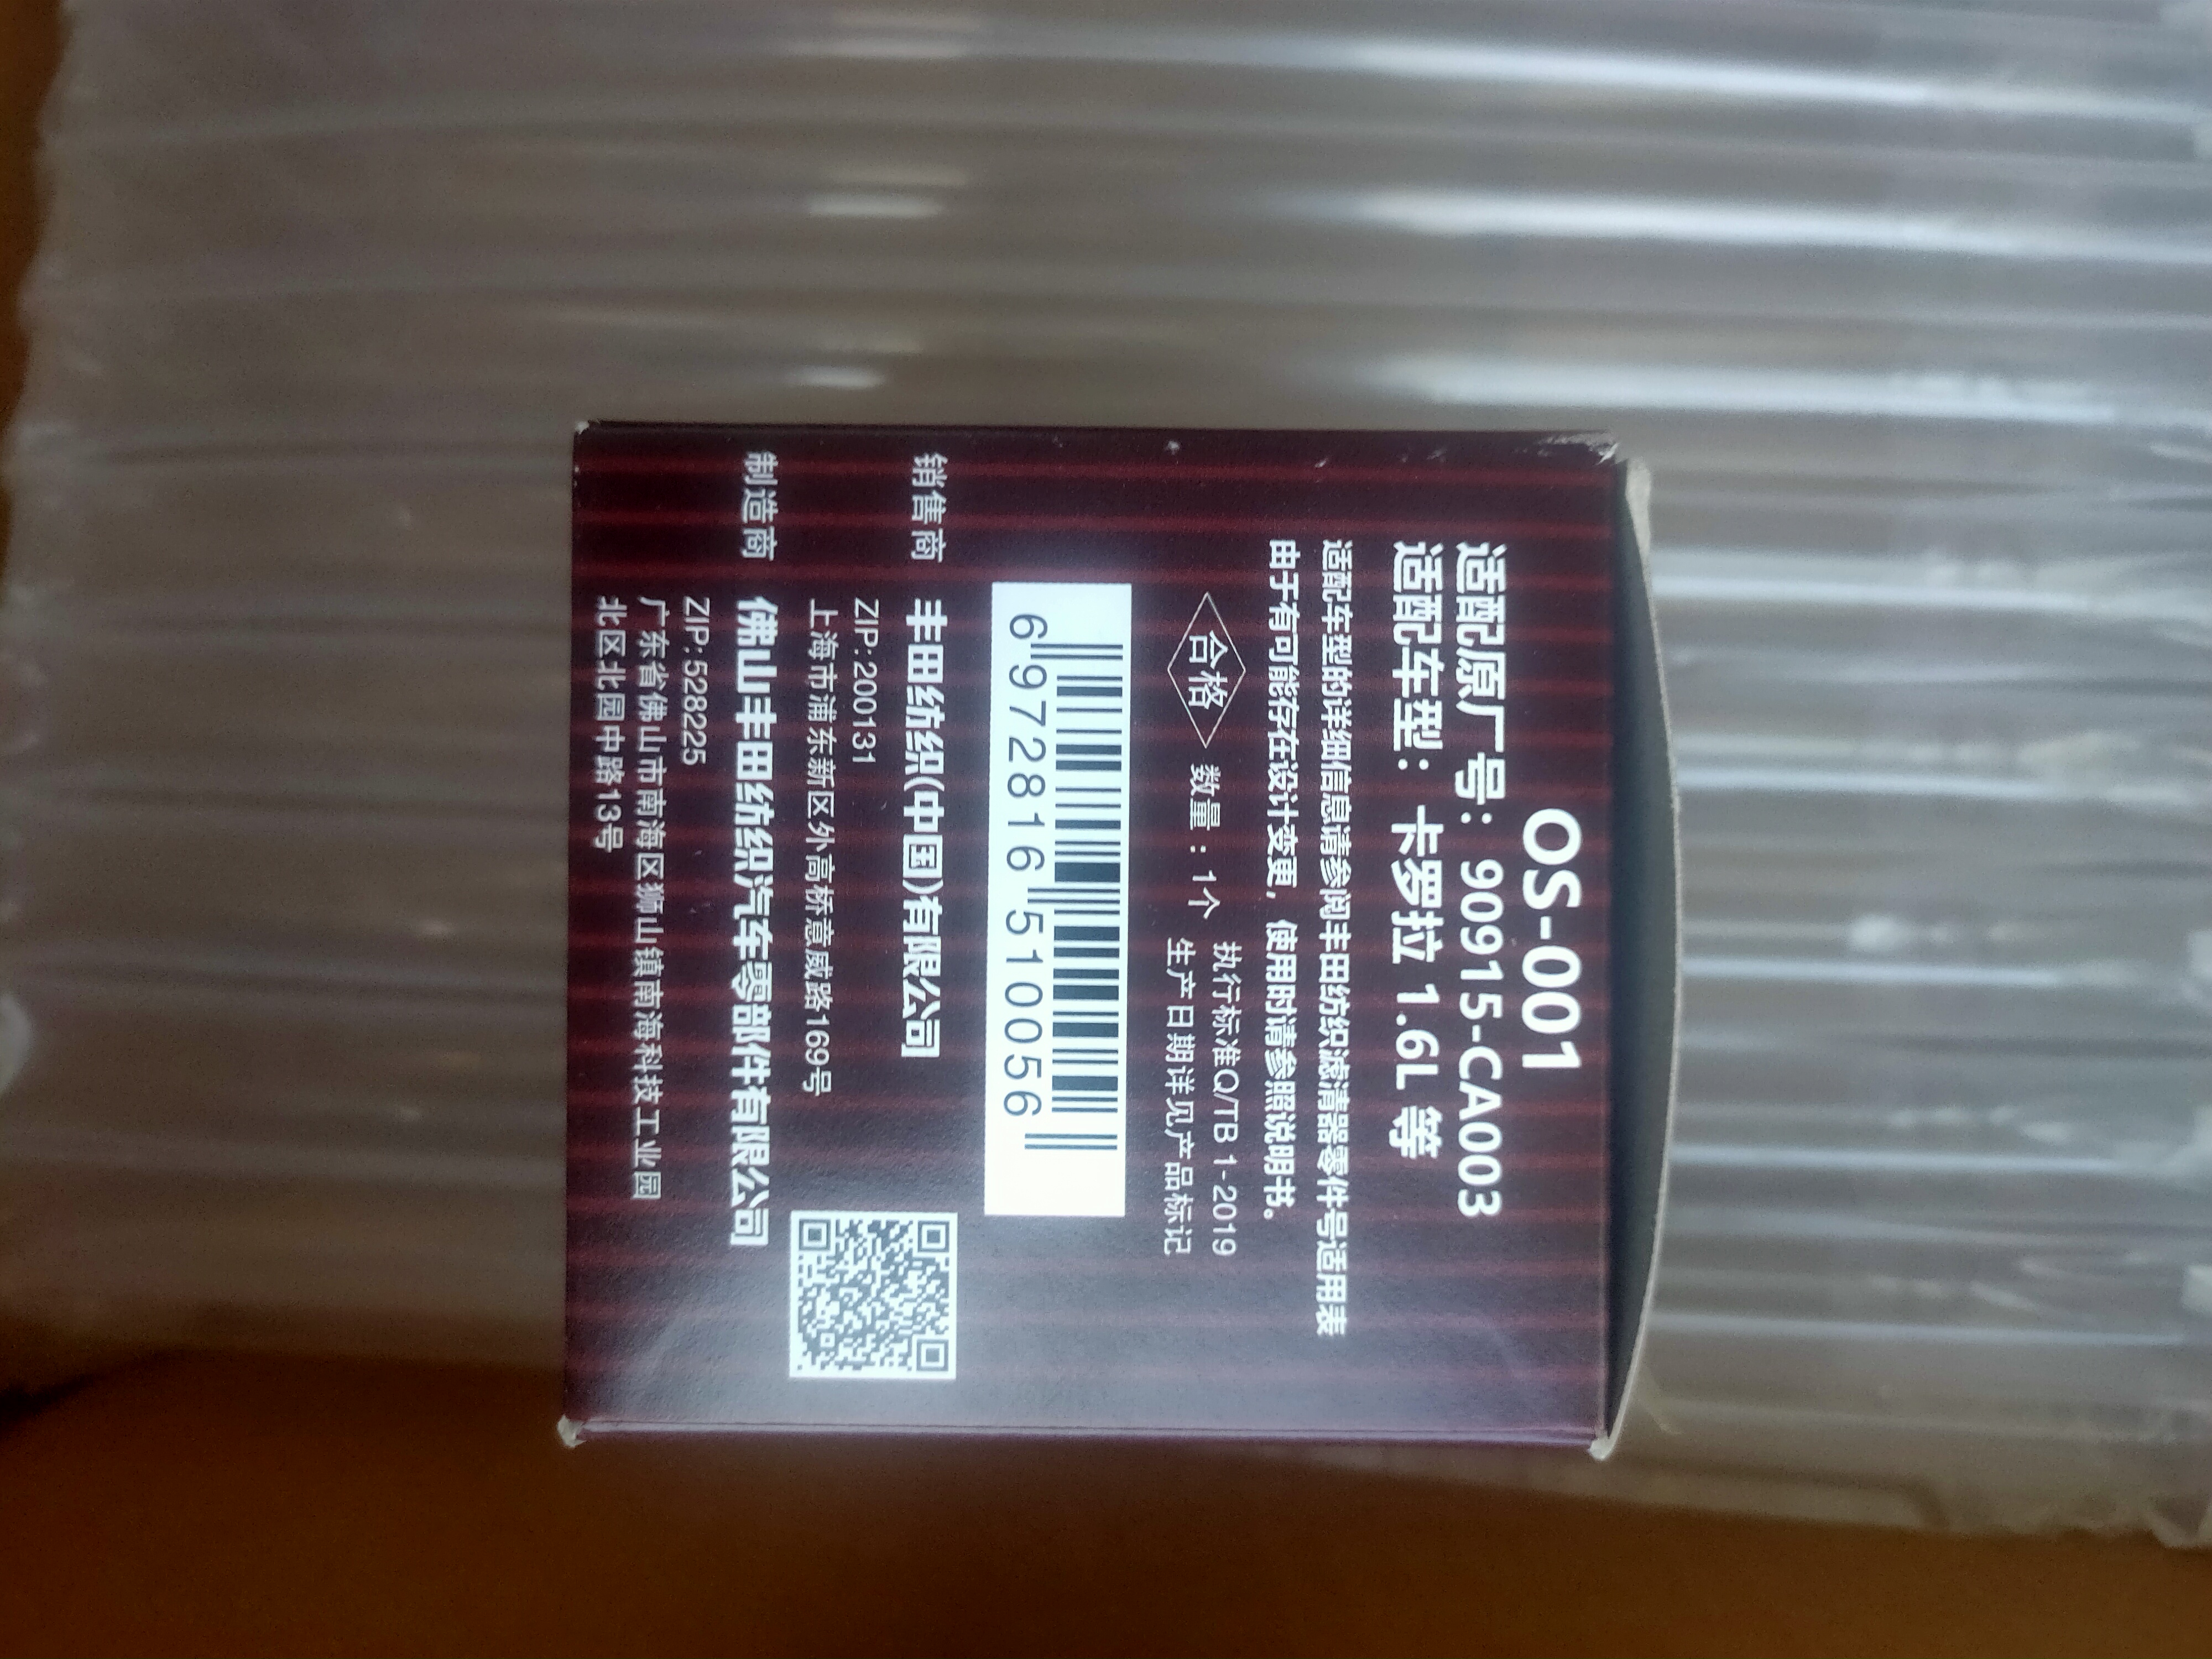 OS-001
适配原厂号：90915-CA003
适配车型：卡罗拉 1.6L 等
适配车型的详细信息请参阅丰田纺织滤清器零件号适用表
由于有可能存在设计变更，使用时请参照说明书。
合格 数量：1个
执行标准Q/TB 1-2019
生产日期详见产品标记
6 972816 510056
销售商 丰田纺织(中国)有限公司
ZIP:200131
上海市浦东新区外高桥意威路169号
制造商 佛山丰田纺织汽车零部件有限公司
ZIP:528225
广东省佛山市南海区狮山镇南海科技工业园
北区北园中路13号